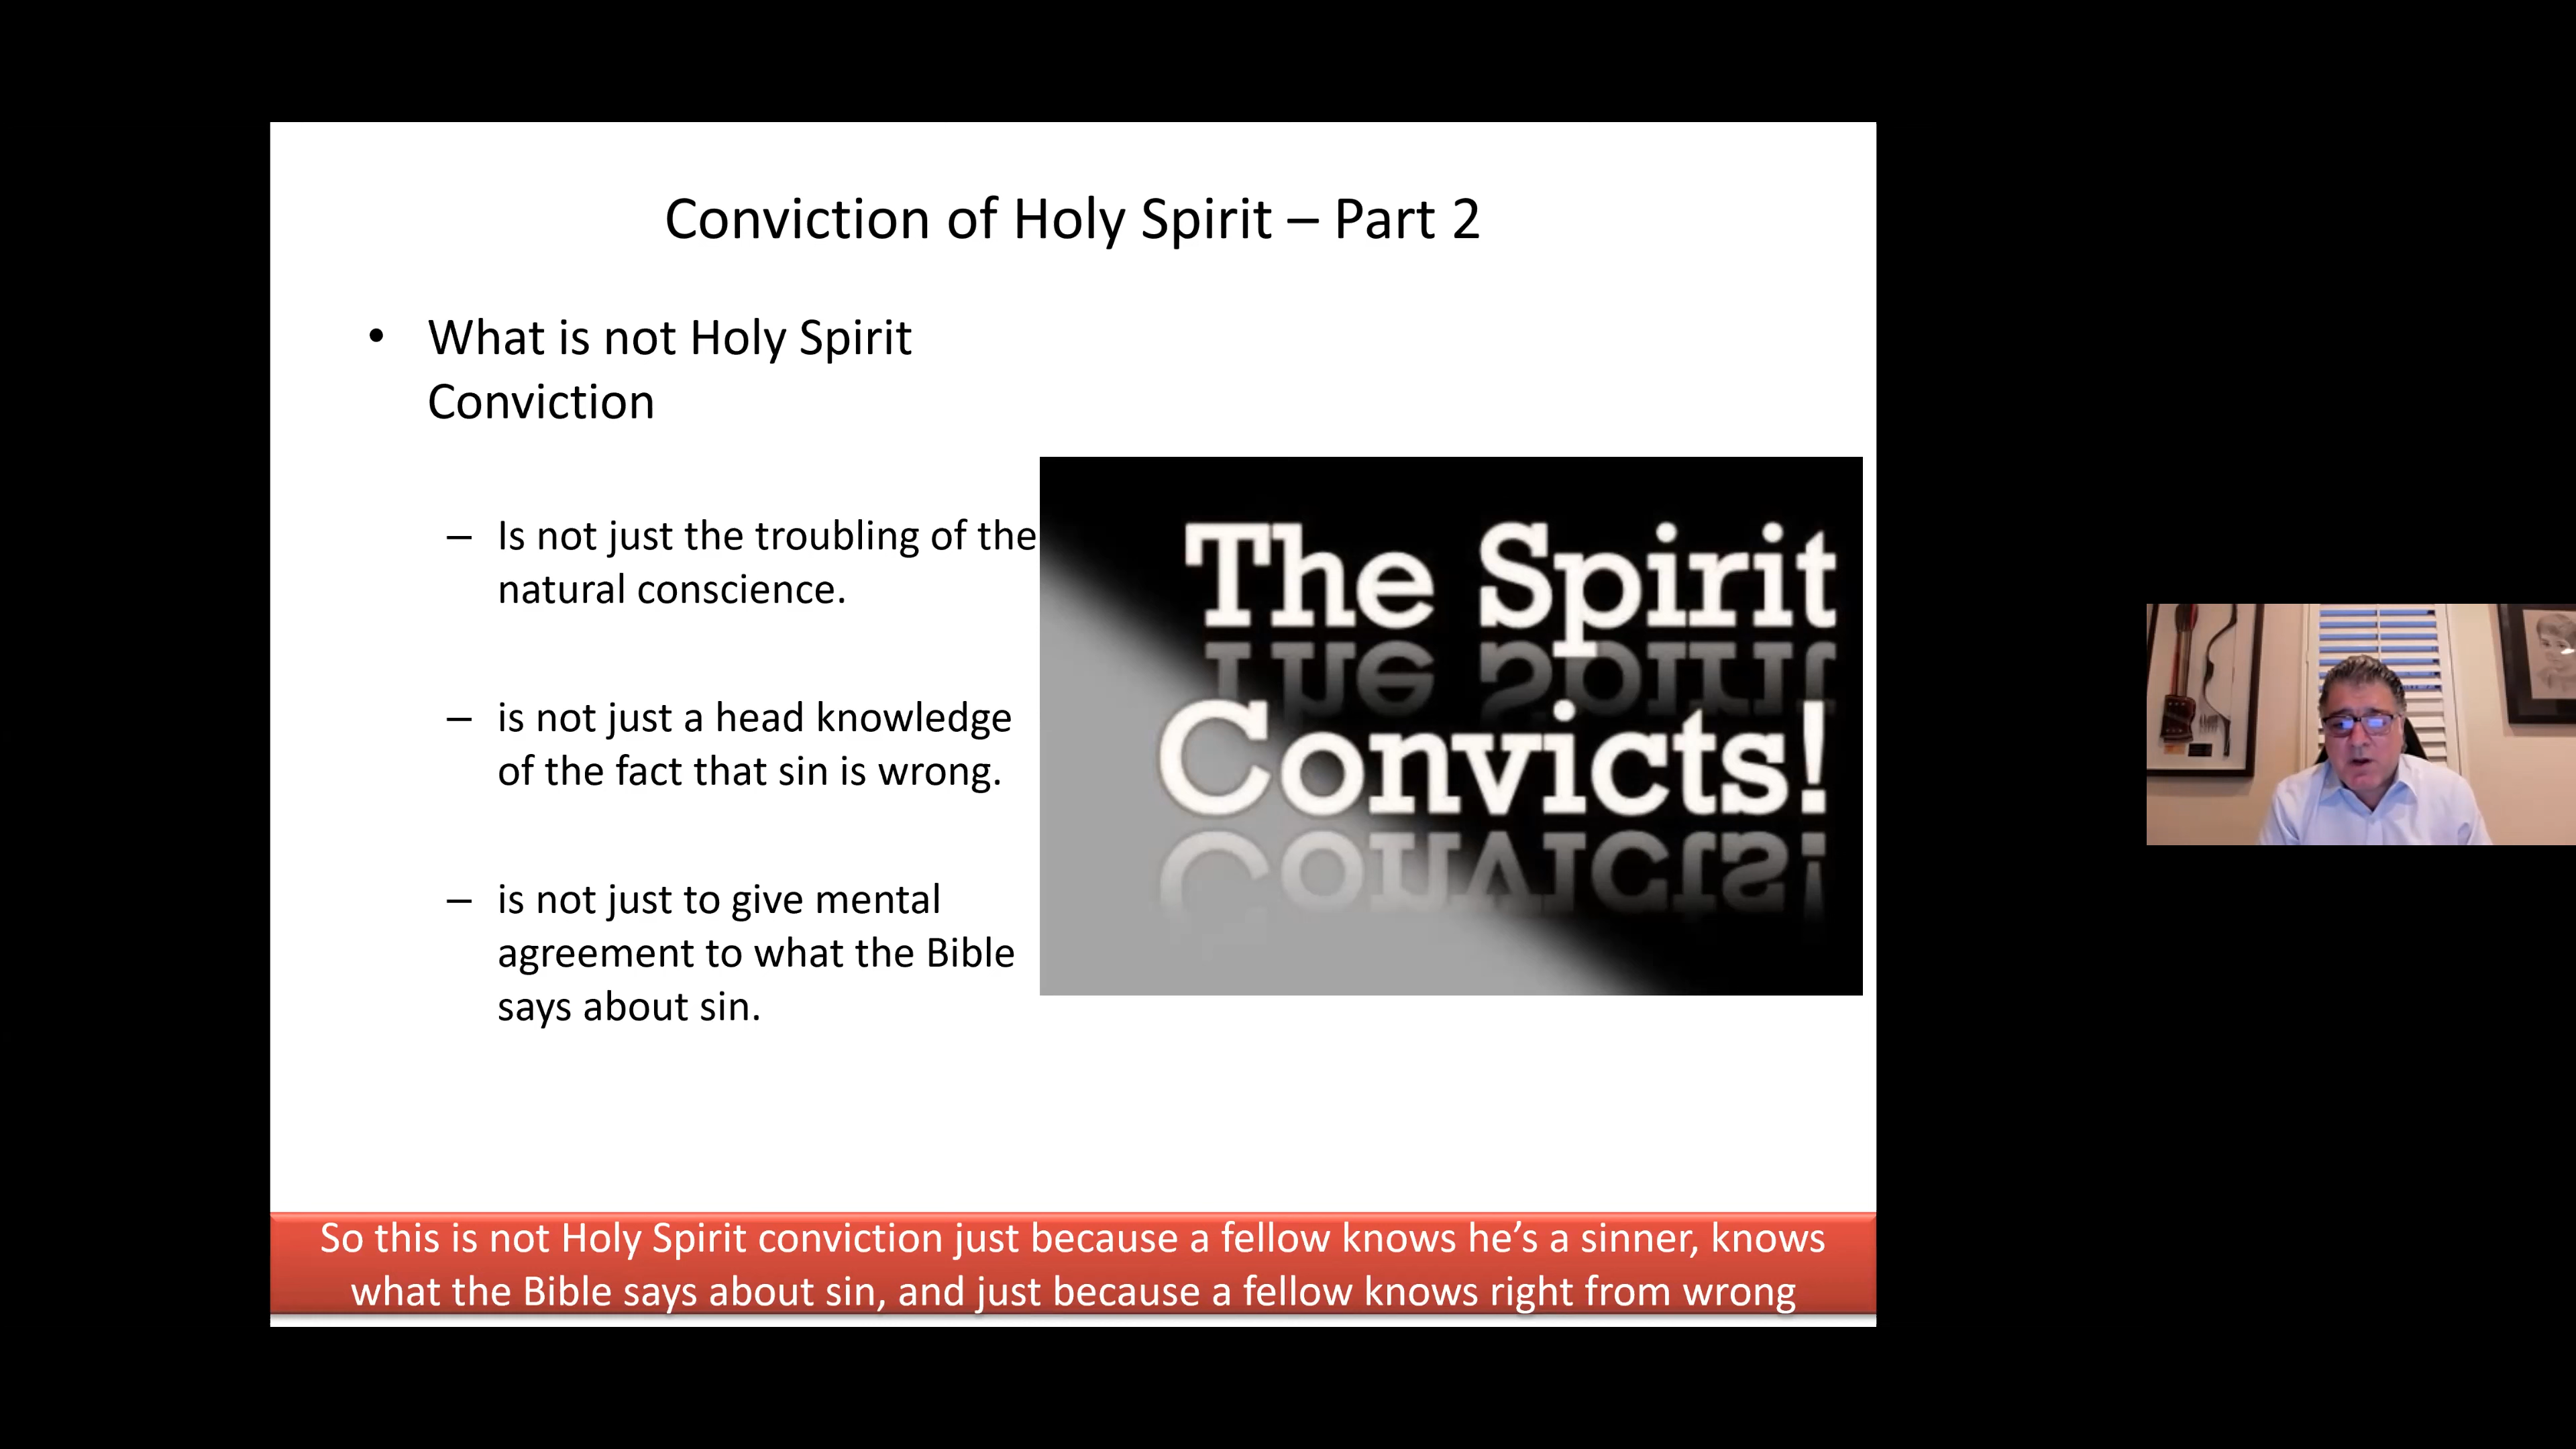 Conviction of Holy Spirit – Part 2
• What is not Holy Spirit
Conviction
– Is not just the troubling of the
natural conscience.
– is not just a head knowledge
of the fact that sin is wrong.
– is not just to give mental
agreement to what the Bible
says about sin.
The Spirit
Convicts!
So this is not Holy Spirit conviction just because a fellow knows he’s a sinner, knows
what the Bible says about sin, and just because a fellow knows right from wrong